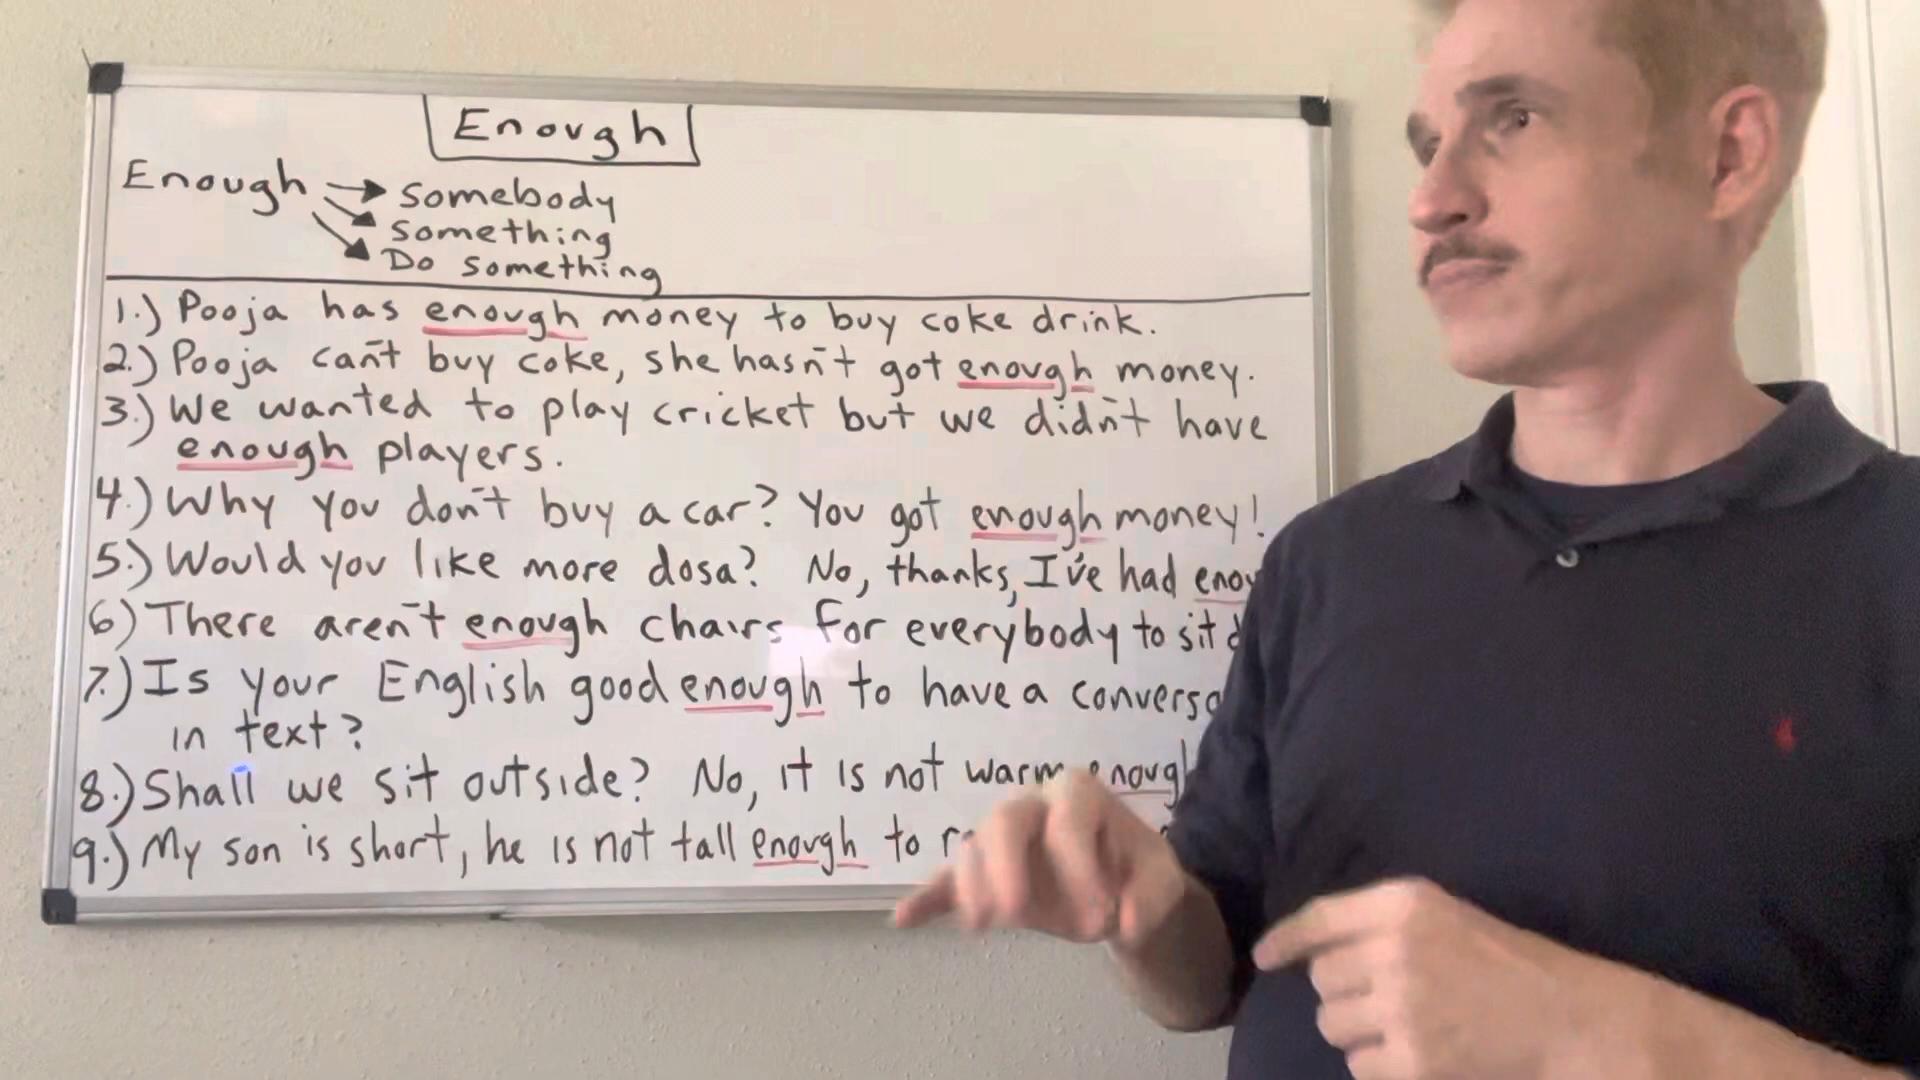 Enough
Enough → somebody
something
Do something
1.) Pooja has enough money to buy coke drink.
2.) Pooja can't buy coke, she hasn't got enough money.
3.) We wanted to play cricket but we didn't have
enough players.
4.) Why you don't buy a car? You got enough money!
5.) Would you like more dosa? No, thanks, I've had
6) There aren't enough chairs for everybody to sit
7.) Is your English good enough to have a
in text?
8.) Shall we sit outside? No, it is not warm enough
9.) My son is short, he is not tall enough to